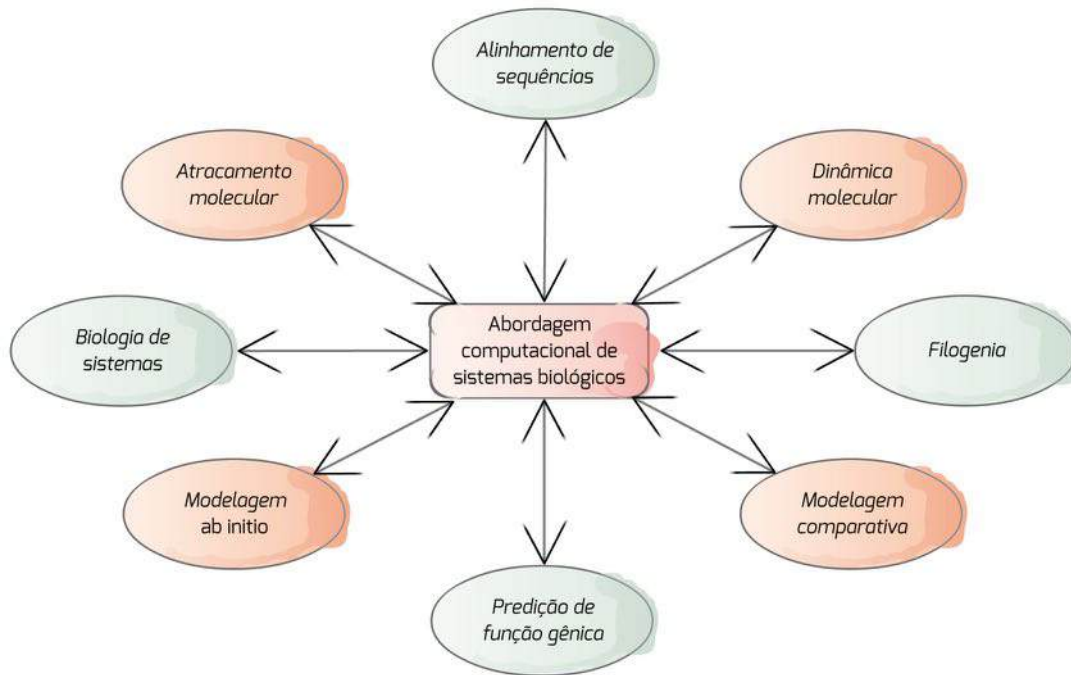 Alinhamento de
sequências
Atracamento
molecular
Dinâmica
molecular
Biologia de
sistemas
Abordagem
computacional de
sistemas biológicos
Filogenia
Modelagem
ab initio
Modelagem
comparativa
Predição de
função gênica